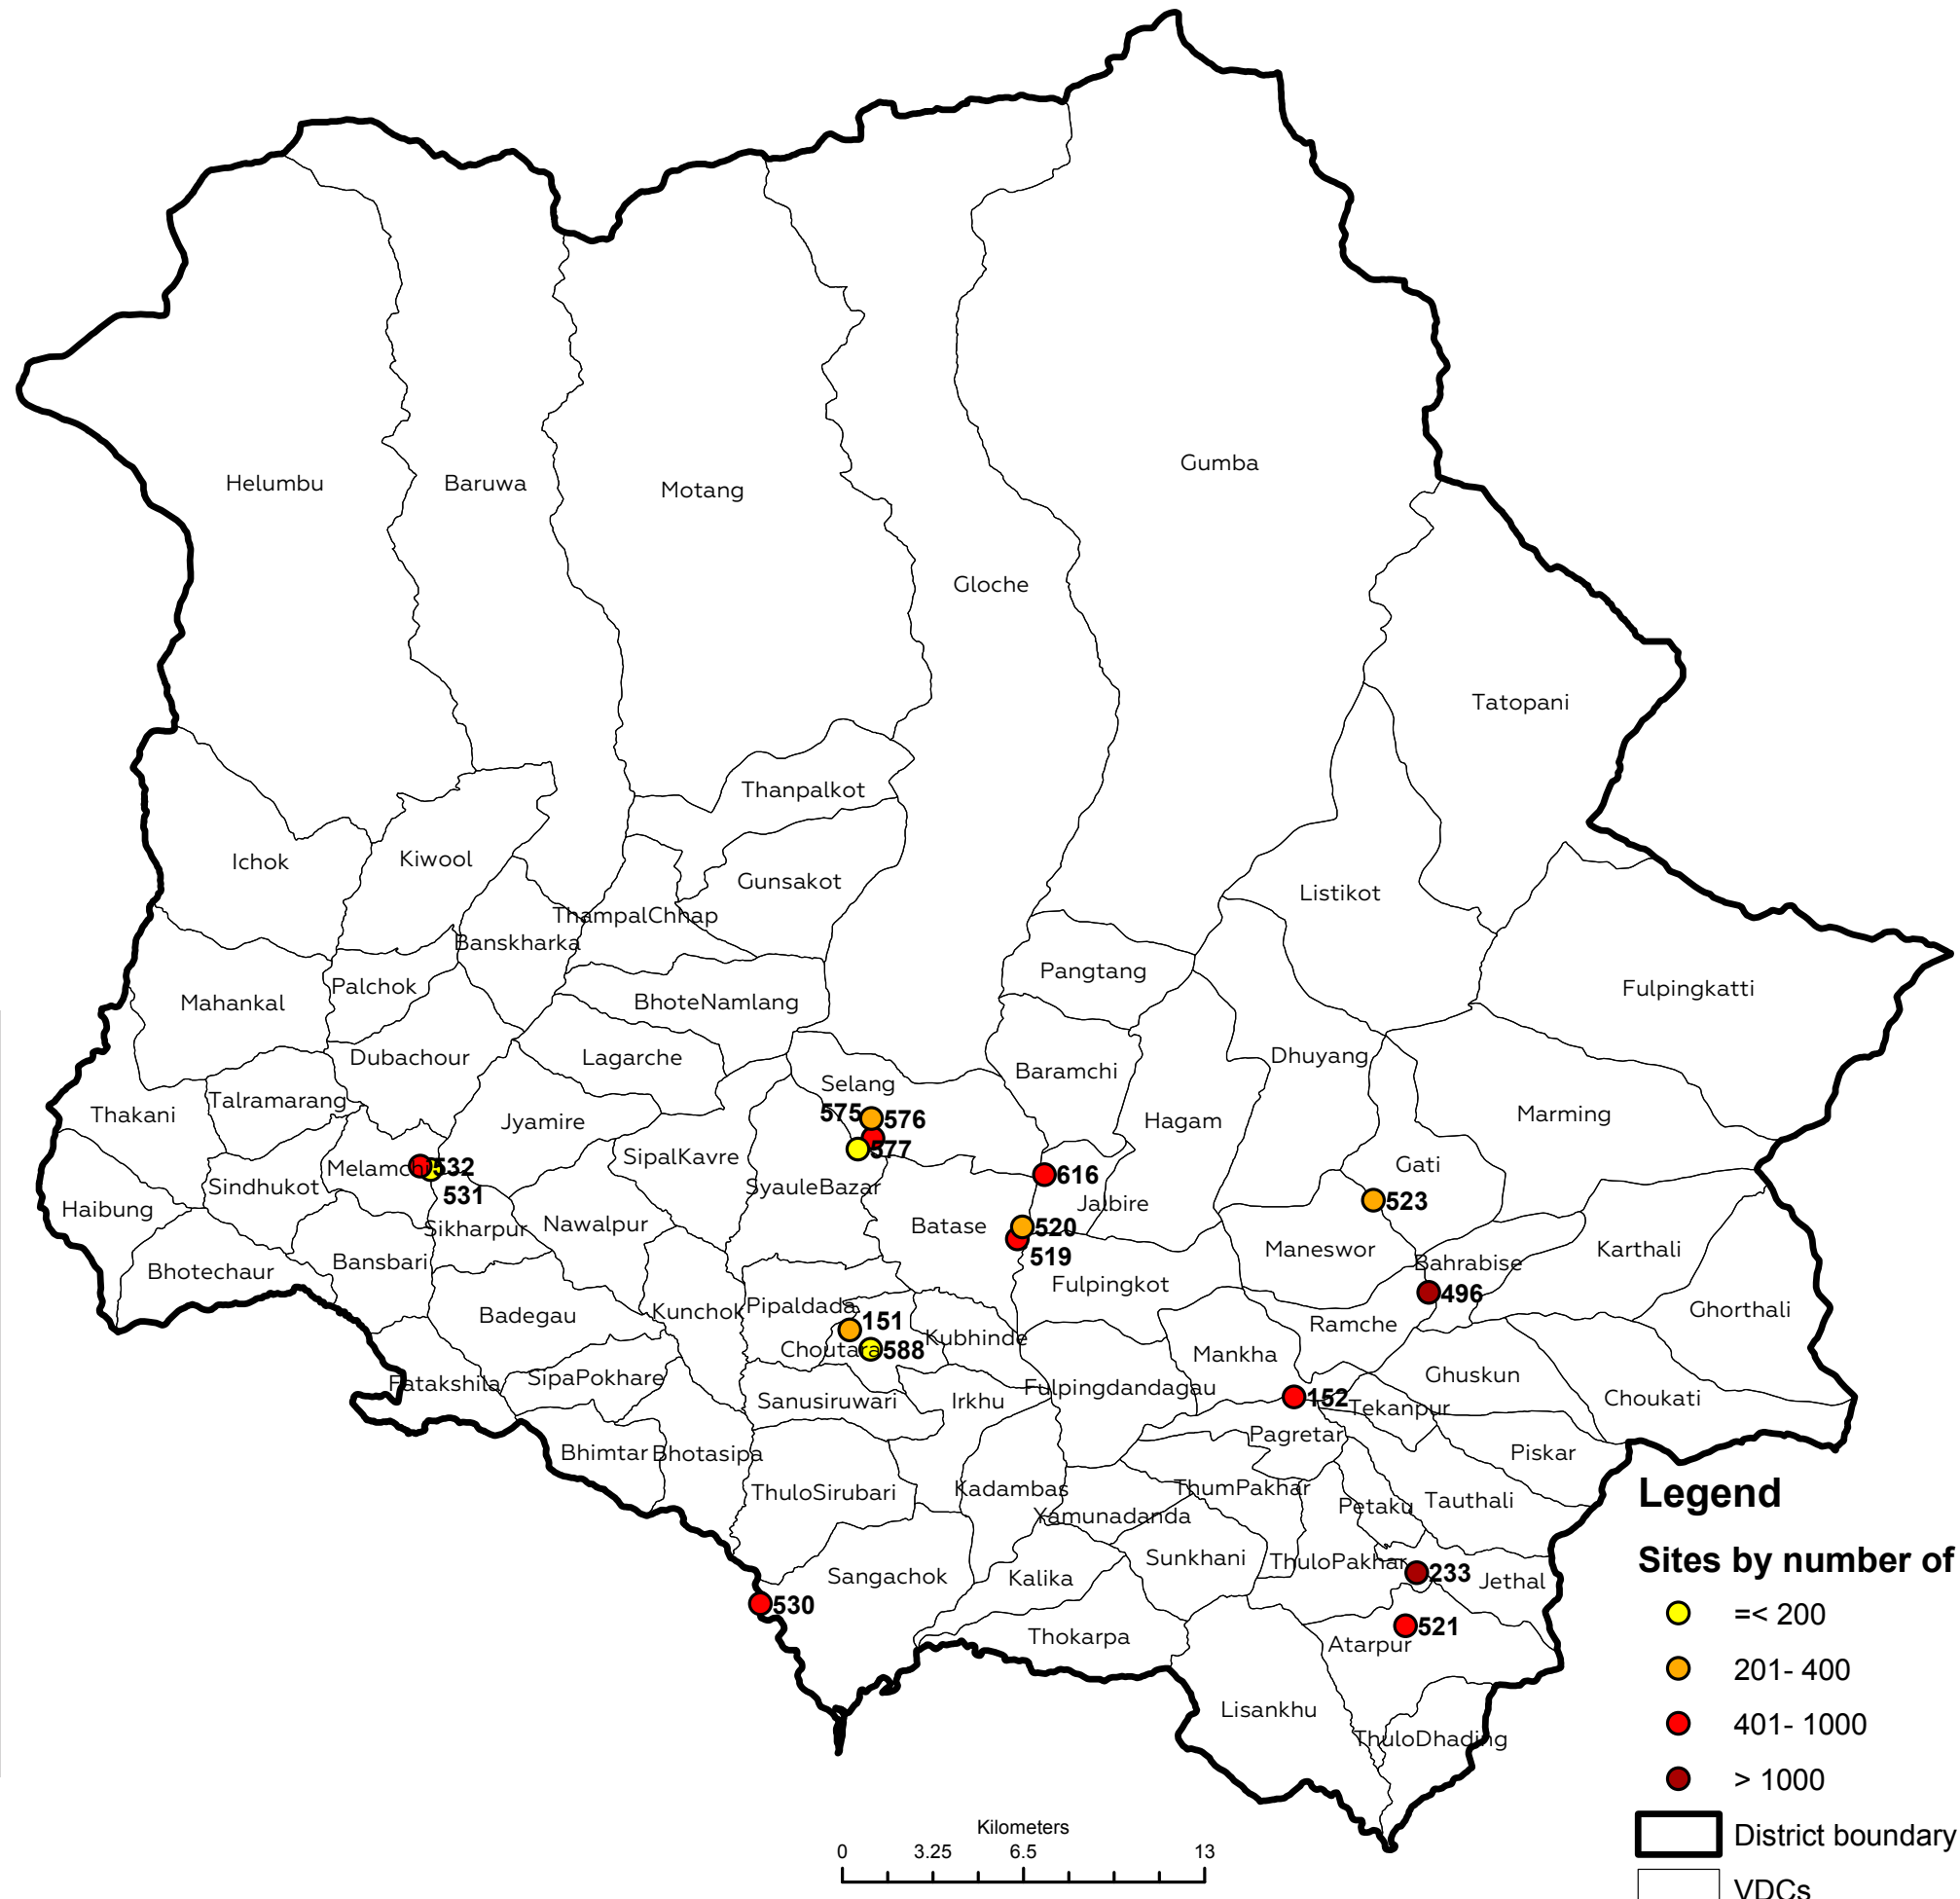 Gumba
Helumbu
Baruwa
Motang
Gloche
Tatopani
Thanpalkot
Ichok
Kiwool
Gunsakot
Listikot
ThampalChhap
Banskharka
Pangtang
Palchok
Fulpingkatti
Mahankal
BhoteNamlang
Dubachour
Lagarche
Dhuyang
Baramchi
Selang
Talramarang
Thakani
575
576
Marming
Jyamire
Hagam
577
SipalKavre
Melamchi
532
Gati
616
Sindhukot
531
SyauleBazar
523
Jalbire
Haibung
Sikharpur
Nawalpur
Batase
520
519
Maneswor
Karthali
Bansbari
Bahrabise
Bhotechaur
Fulpingkot
496
Pipaldada
Kunchok
Badegau
151
Ghorthali
Ramche
Kubhinde
Choutara
588
Mankha
Ghuskun
SipaPokhare
Fatakshila
Fulpingdandagau
Sanusiruwari
Irkhu
152
Choukati
Tekanpur
Pagretar
Bhimtar
Bhotasipa
Piskar
ThuloSirubari
Kadambas
ThumPakhar
Petaku
Tauthali
Yamunadanda
Sunkhani
ThuloPakhar
Sangachok
Kalika
233
Jethal
530
521
Thokarpa
Atarpur
Lisankhu
ThuloDhading
Legend
Sites by number of
=< 200
201- 400
401- 1000
> 1000
District boundary
VDCs
Kilometers
0 3.25 6.5 13